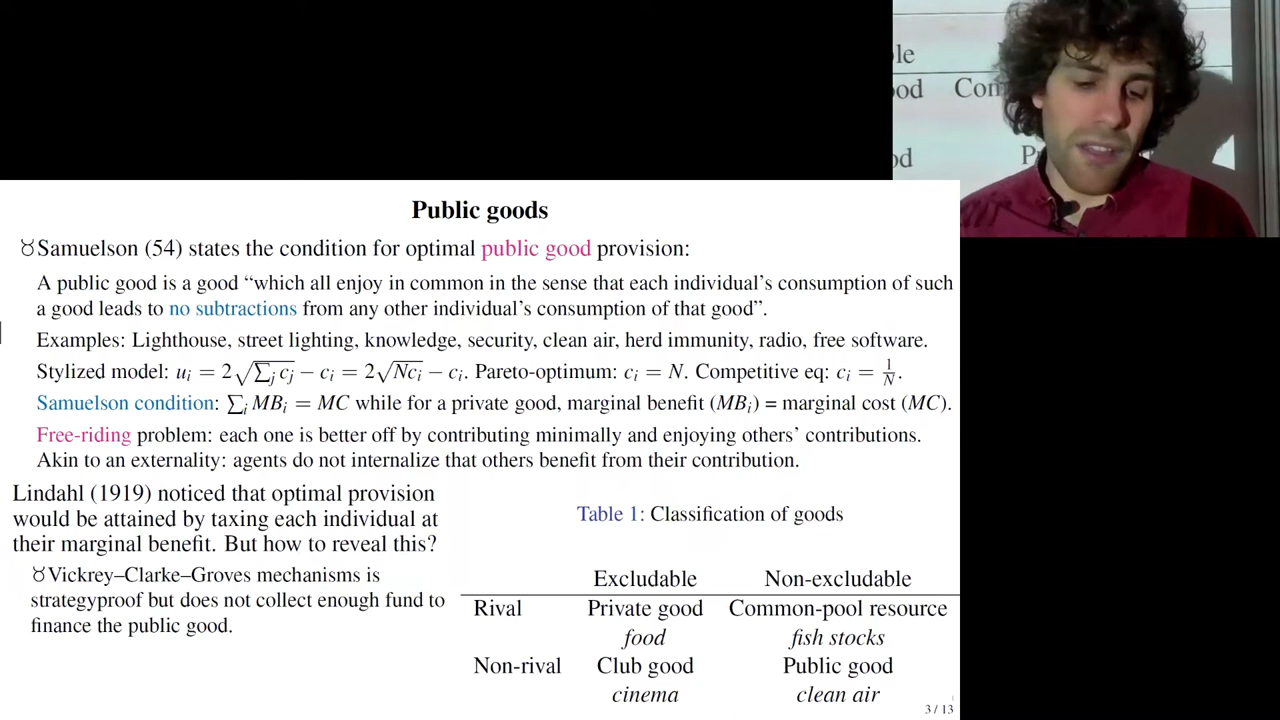 le
ood Com
od P
Public goods
♉Samuelson (54) states the condition for optimal public good provision:
A public good is a good “which all enjoy in common in the sense that each individual’s consumption of such
a good leads to no subtractions from any other individual’s consumption of that good”.
Examples: Lighthouse, street lighting, knowledge, security, clean air, herd immunity, radio, free software.
Stylized model: uᵢ = 2√(∑ⱼ cⱼ) − cᵢ = 2√(Ncᵢ) − cᵢ. Pareto-optimum: cᵢ = N. Competitive eq: cᵢ = 1/N.
Samuelson condition: ∑ᵢ MBᵢ = MC while for a private good, marginal benefit (MBᵢ) = marginal cost (MC).
Free-riding problem: each one is better off by contributing minimally and enjoying others’ contributions.
Akin to an externality: agents do not internalize that others benefit from their contribution.
Lindahl (1919) noticed that optimal provision
would be attained by taxing each individual at
their marginal benefit. But how to reveal this?
♉Vickrey–Clarke–Groves mechanisms is
strategyproof but does not collect enough fund to
finance the public good.
Table 1: Classification of goods
Excludable Non-excludable
Rival Private good Common-pool resource
food fish stocks
Non-rival Club good Public good
cinema clean air
3 / 13